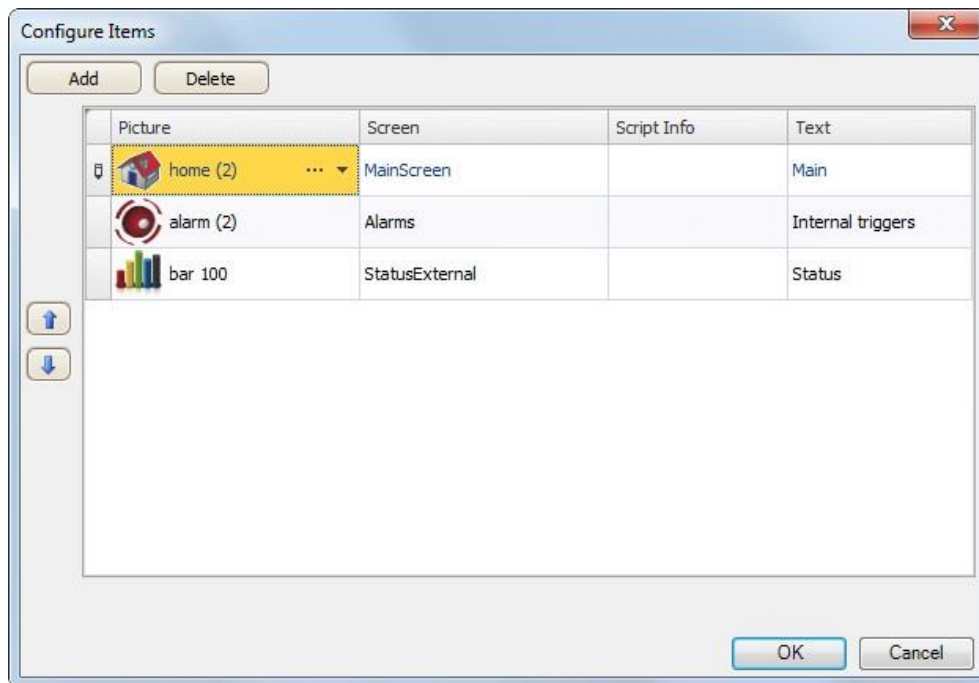 Configure Items
Add Delete
Picture Screen Script Info Text
home (2) ... MainScreen Main
alarm (2) Alarms Internal triggers
bar 100 StatusExternal Status
OK Cancel